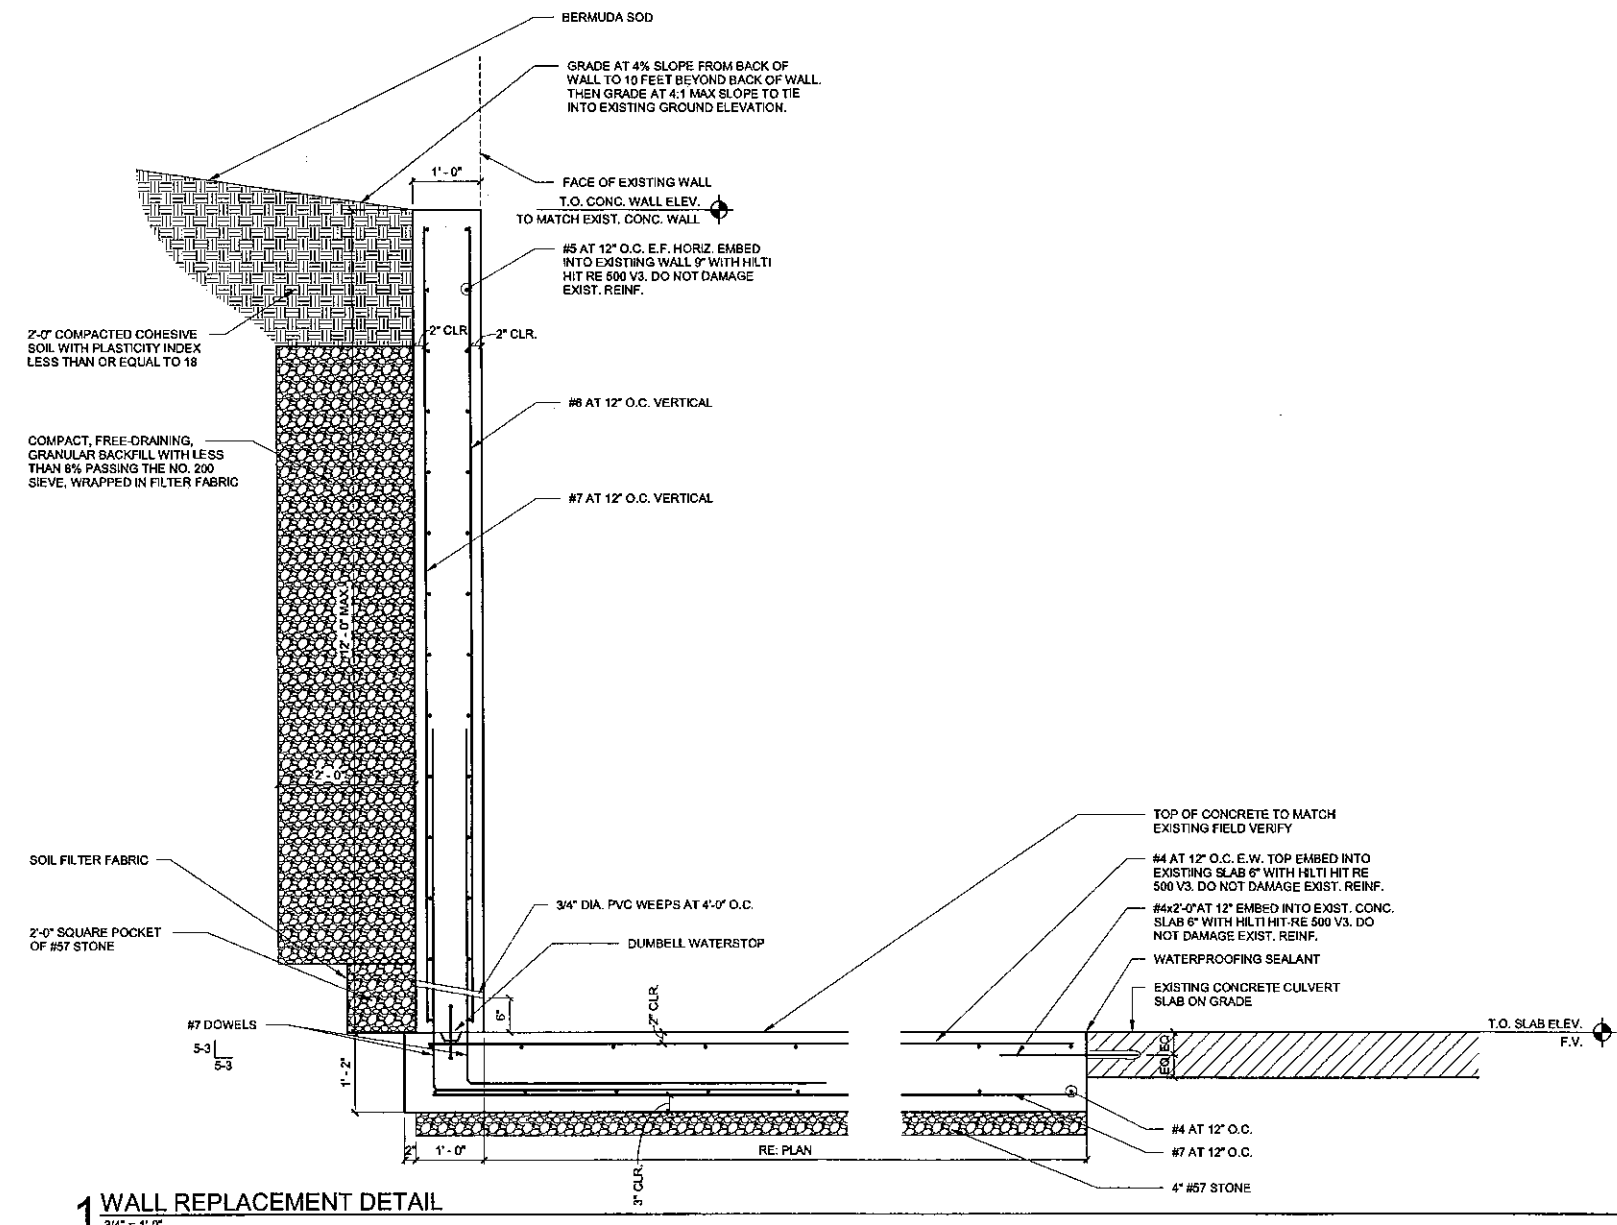 BERMUDA SOD
GRADE AT 4% SLOPE FROM BACK OF
WALL TO 10 FEET BEYOND BACK OF WALL.
THEN GRADE AT 4:1 MAX SLOPE TO TIE
INTO EXISTING GROUND ELEVATION.
1' - 0"
FACE OF EXISTING WALL
T.O. CONC. WALL ELEV.
TO MATCH EXIST. CONC. WALL
#5 AT 12" O.C. E.F. HORIZ. EMBED
INTO EXISTING WALL 9" WITH HILTI
HIT RE 500 V3. DO NOT DAMAGE
EXIST. REINF.
2'-0" COMPACTED COHESIVE
SOIL WITH PLASTICITY INDEX
LESS THAN OR EQUAL TO 18
2" CLR.
2" CLR.
#6 AT 12" O.C. VERTICAL
COMPACT, FREE-DRAINING,
GRANULAR BACKFILL WITH LESS
THAN 8% PASSING THE NO. 200
SIEVE, WRAPPED IN FILTER FABRIC
#7 AT 12" O.C. VERTICAL
12' - 0" MAX.
2' - 0"
TOP OF CONCRETE TO MATCH
EXISTING FIELD VERIFY
SOIL FILTER FABRIC
#4 AT 12" O.C. E.W. TOP EMBED INTO
EXISTING SLAB 6" WITH HILTI HIT RE
500 V3. DO NOT DAMAGE EXIST. REINF.
3/4" DIA. PVC WEEPS AT 4'-0" O.C.
#4x2'-0" AT 12" EMBED INTO EXIST. CONC.
SLAB 6" WITH HILTI HIT-RE 500 V3. DO
NOT DAMAGE EXIST. REINF.
2'-0" SQUARE POCKET
OF #57 STONE
DUMBELL WATERSTOP
WATERPROOFING SEALANT
EXISTING CONCRETE CULVERT
SLAB ON GRADE
6"
2" CLR.
#7 DOWELS
T.O. SLAB ELEV.
F.V.
5-3
5-3
EQ EQ
1' - 2"
#4 AT 12" O.C.
#7 AT 12" O.C.
2"
1' - 0"
RE: PLAN
3" CLR.
4" #57 STONE
1 WALL REPLACEMENT DETAIL
3/4" = 1'-0"